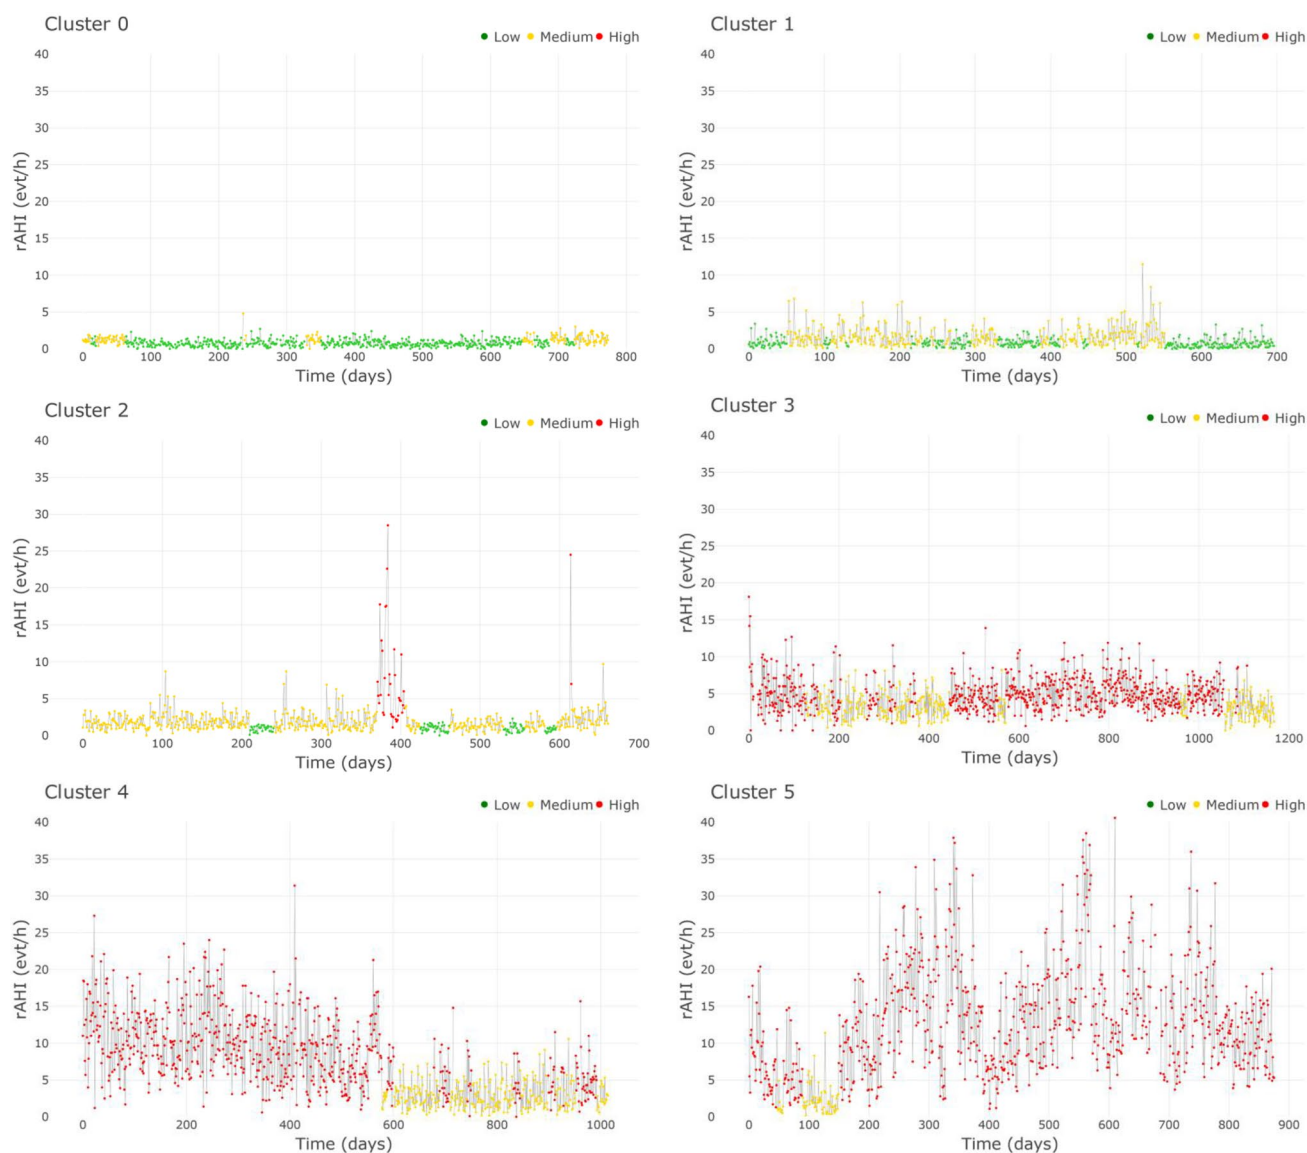 Cluster 0
Low Medium High
40
35
30
25
20
15
10
5
0
rAHI (evt/h)
0 100 200 300 400 500 600 700 800
Time (days)
Cluster 1
Low Medium High
40
35
30
25
20
15
10
5
0
rAHI (evt/h)
0 100 200 300 400 500 600 700
Time (days)
Cluster 2
Low Medium High
40
35
30
25
20
15
10
5
0
rAHI (evt/h)
0 100 200 300 400 500 600 700
Time (days)
Cluster 3
Low Medium High
40
35
30
25
20
15
10
5
0
rAHI (evt/h)
0 200 400 600 800 1000 1200
Time (days)
Cluster 4
Low Medium High
40
35
30
25
20
15
10
5
0
rAHI (evt/h)
0 200 400 600 800 1000
Time (days)
Cluster 5
Low Medium High
40
35
30
25
20
15
10
5
0
rAHI (evt/h)
0 100 200 300 400 500 600 700 800 900
Time (days)